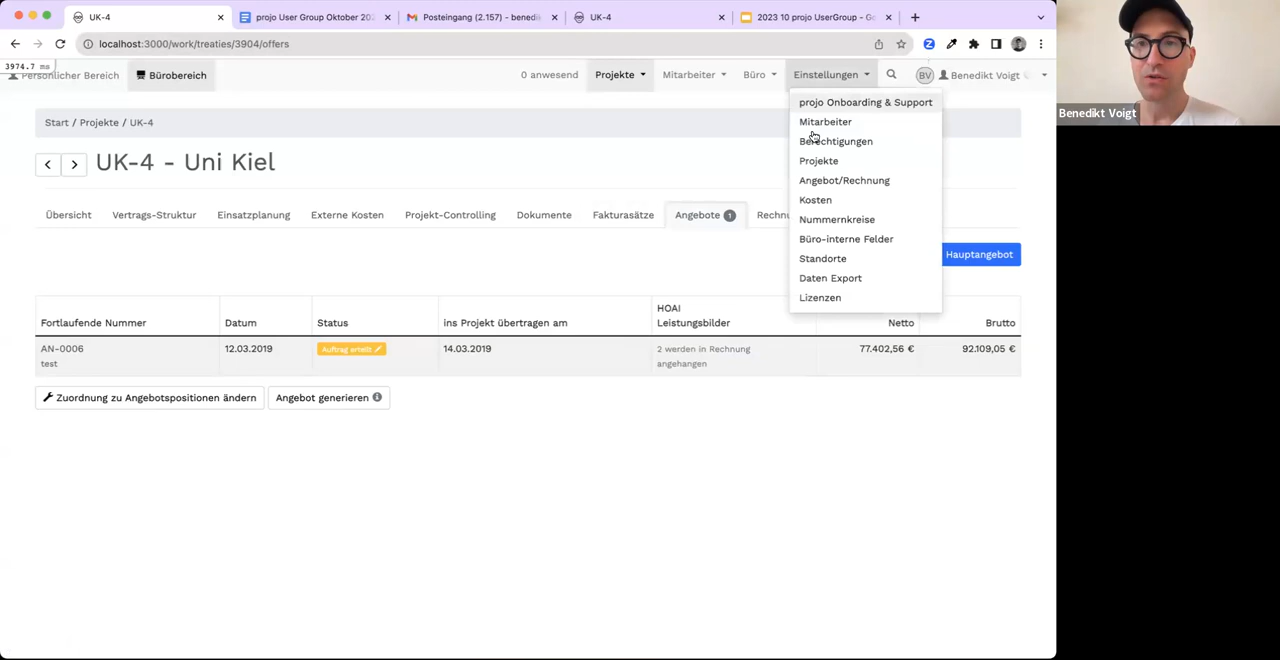 UK-4
projo User Group Oktober 202
Posteingang (2.157) - benedi
UK-4
2023 10 projo UserGroup - Go
localhost:3000/work/treaties/3904/offers
3974.7 ms
Persönlicher Bereich
Bürobereich
0 anwesend
Projekte
Mitarbeiter
Büro
Einstellungen
BV
Benedikt Voigt
projo Onboarding & Support
Mitarbeiter
Berechtigungen
Projekte
Angebot/Rechnung
Kosten
Nummernkreise
Büro-interne Felder
Standorte
Daten Export
Lizenzen
Benedikt Voigt
Start / Projekte / UK-4
UK-4 - Uni Kiel
Übersicht
Vertrags-Struktur
Einsatzplanung
Externe Kosten
Projekt-Controlling
Dokumente
Fakturasätze
Angebote 1
Rechnu
Hauptangebot
Fortlaufende Nummer
Datum
Status
ins Projekt übertragen am
HOAI
Leistungsbilder
Netto
Brutto
AN-0006
test
12.03.2019
Auftrag erteilt
14.03.2019
2 werden in Rechnung
angehangen
77.402,56 €
92.109,05 €
Zuordnung zu Angebotspositionen ändern
Angebot generieren